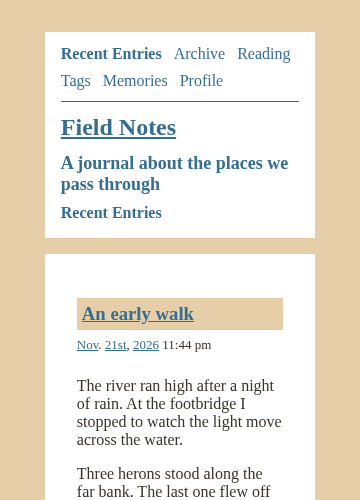 Recent Entries Archive Reading
Tags Memories Profile
Field Notes
A journal about the places we
pass through
Recent Entries
An early walk
Nov. 21st, 2026 11:44 pm
The river ran high after a night
of rain. At the footbridge I
stopped to watch the light move
across the water.
Three herons stood along the
far bank. The last one flew off